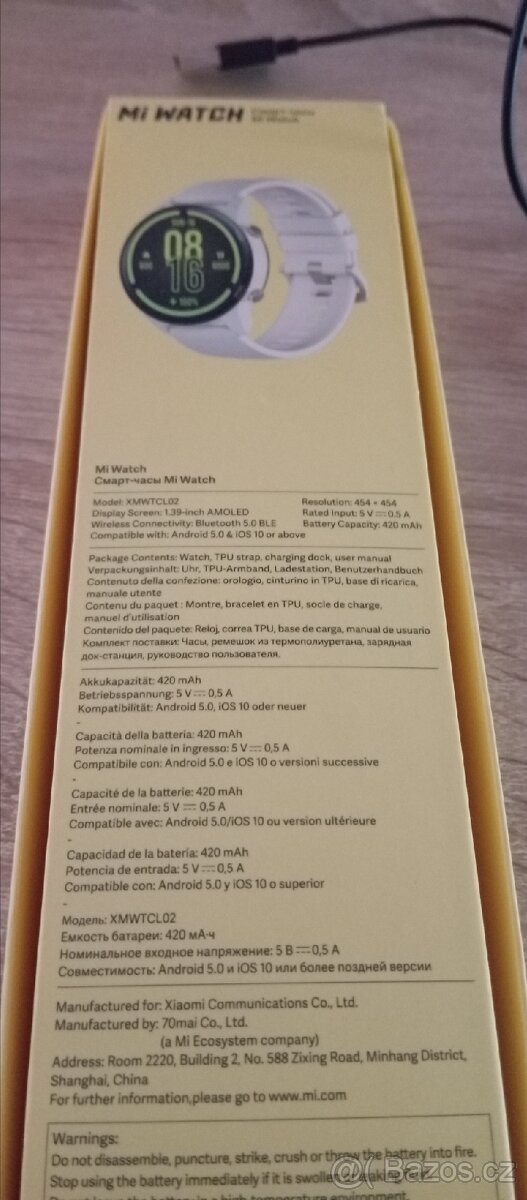 Mi WATCH
08
16
100%
Mi Watch
Смарт-часы Mi Watch
Model: XMWTCL02
Display Screen: 1.39-inch AMOLED
Wireless Connectivity: Bluetooth 5.0 BLE
Compatible with: Android 5.0 & iOS 10 or above
Resolution: 454 × 454
Rated Input: 5 V⎓0.5 A
Battery Capacity: 420 mAh
Package Contents: Watch, TPU strap, charging dock, user manual
Verpackungsinhalt: Uhr, TPU-Armband, Ladestation, Benutzerhandbuch
Contenuto della confezione: orologio, cinturino in TPU, base di ricarica,
manuale utente
Contenu du paquet : Montre, bracelet en TPU, socle de charge,
manuel d'utilisation
Contenido del paquete: Reloj, correa TPU, base de carga, manual de usuario
Комплект поставки: Часы, ремешок из термополиуретана, зарядная
док-станция, руководство пользователя.
Akkukapazität: 420 mAh
Betriebsspannung: 5 V⎓0,5 A
Kompatibilität: Android 5.0, iOS 10 oder neuer
-
Capacità della batteria: 420 mAh
Potenza nominale in ingresso: 5 V⎓0,5 A
Compatibile con: Android 5.0 e iOS 10 o versioni successive
-
Capacité de la batterie: 420 mAh
Entrée nominale: 5 V⎓0,5 A
Compatible avec: Android 5.0/iOS 10 ou version ultérieure
-
Capacidad de la batería: 420 mAh
Potencia de entrada: 5 V⎓0,5 A
Compatible con: Android 5.0 y iOS 10 o superior
-
Модель: XMWTCL02
Емкость батареи: 420 мА·ч
Номинальное входное напряжение: 5 В⎓0,5 А
Совместимость: Android 5.0 и iOS 10 или более поздней версии
Manufactured for: Xiaomi Communications Co., Ltd.
Manufactured by: 70mai Co., Ltd.
(a Mi Ecosystem company)
Address: Room 2220, Building 2, No. 588 Zixing Road, Minhang District,
Shanghai, China
For further information,please go to www.mi.com
Warnings:
Do not disassemble, puncture, strike, crush or throw the battery into fire.
Stop using the battery immediately if it is swollen or leaking fluid.
battery in a high temperature environment
Bazos.cz